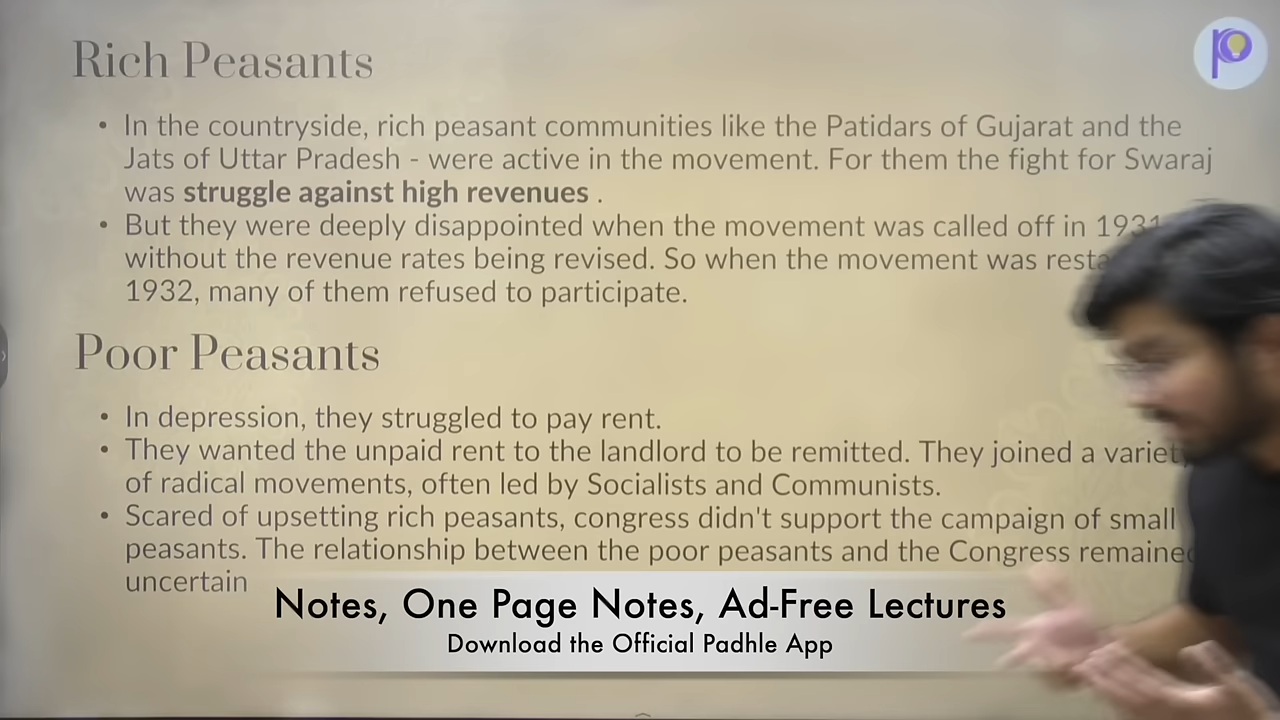 Rich Peasants
• In the countryside, rich peasant communities like the Patidars of Gujarat and the
Jats of Uttar Pradesh - were active in the movement. For them the fight for Swaraj
was struggle against high revenues .
• But they were deeply disappointed when the movement was called off in 1931
without the revenue rates being revised. So when the movement was
1932, many of them refused to participate.
Poor Peasants
• In depression, they struggled to pay rent.
• They wanted the unpaid rent to the landlord to be remitted. They joined a variety
of radical movements, often led by Socialists and Communists.
• Scared of upsetting rich peasants, congress didn't support the campaign of small
peasants. The relationship between the poor peasants and the Congress remained
uncertain
Notes, One Page Notes, Ad-Free Lectures
Download the Official Padhle App